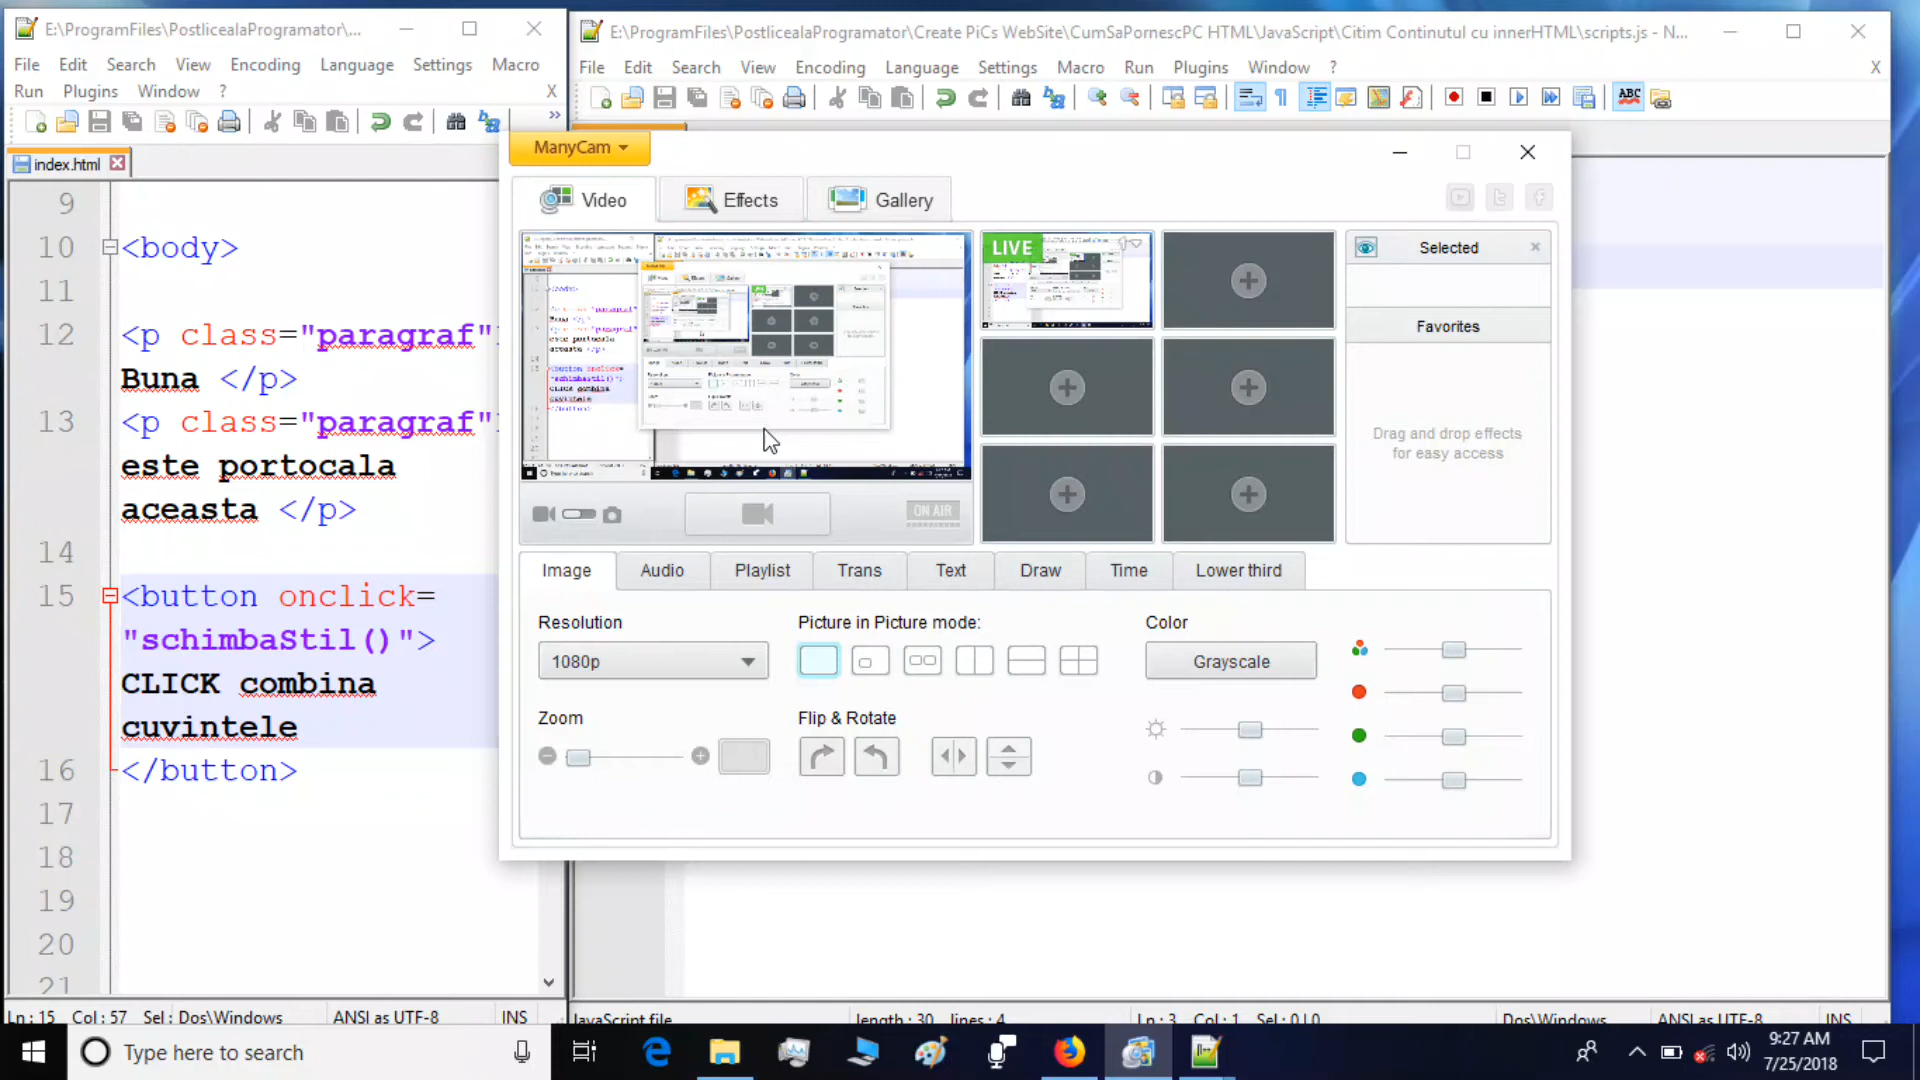 E:\ProgramFiles\PostlicealaProgramator\...
File Edit Search View Encoding Language Settings Macro
Run Plugins Window ? X
index.html
9
10 <body>
11
12 <p class="paragraf"
Buna </p>
13 <p class="paragraf"
este portocala
aceasta </p>
14
15 <button onclick=
"schimbaStil()">
CLICK combina
cuvintele
16 </button>
17
18
19
20
21
Ln : 15 Col : 57 Sel : Dos\Windows ANSI as UTF-8 INS
E:\ProgramFiles\PostlicealaProgramator\Create PiCs WebSite\CumSaPornescPC HTML\JavaScript\Citim Continutul cu innerHTML\scripts.js - N...
File Edit Search View Encoding Language Settings Macro Run Plugins Window ? X
ABC
ManyCam
Video Effects Gallery
LIVE
Selected
Favorites
Drag and drop effects
for easy access
ON AIR
Image Audio Playlist Trans Text Draw Time Lower third
Resolution Picture in Picture mode: Color
1080p Grayscale
Zoom Flip & Rotate
JavaScript file length : 30 lines : 4 Ln : 3 Col : 1 Sel : 0 | 0 Dos\Windows ANSI as UTF-8 INS
Type here to search
9:27 AM
7/25/2018